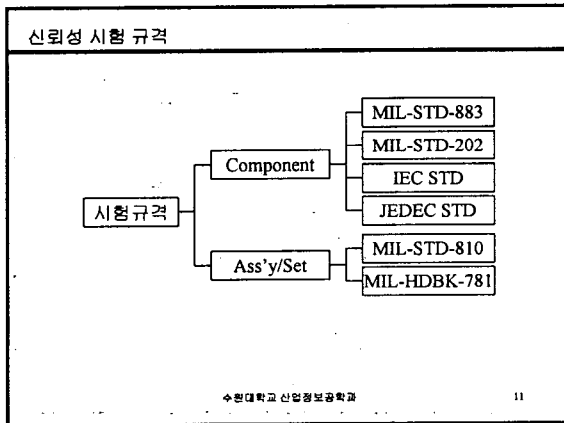 신뢰성 시험 규격
시험규격
Component
MIL-STD-883
MIL-STD-202
IEC STD
JEDEC STD
Ass'y/Set
MIL-STD-810
MIL-HDBK-781
수원대학교 산업정보공학과
11